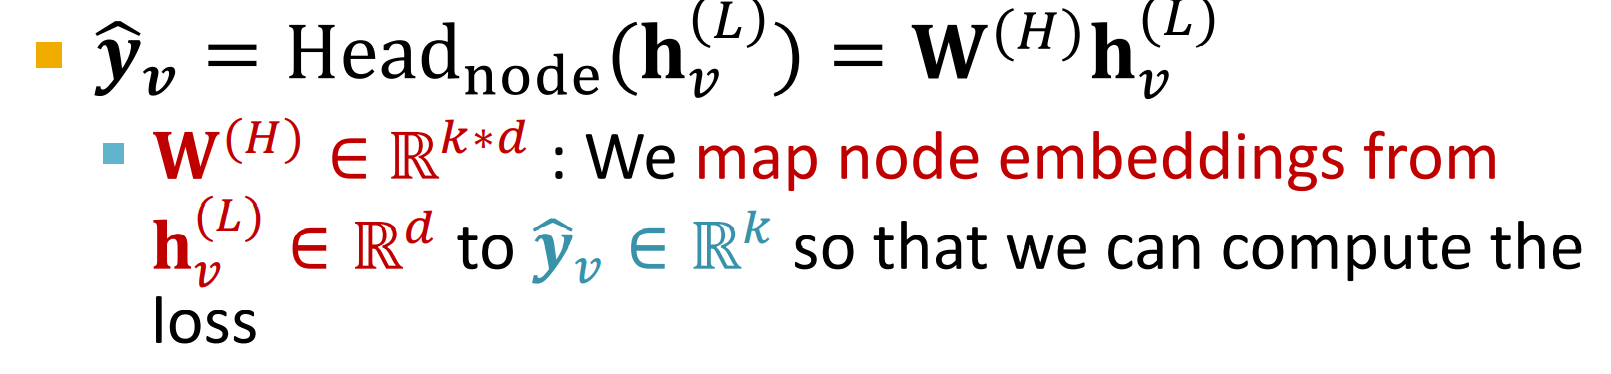 ▪ ŷ_v = Head_node(h_v^(L)) = W^(H) h_v^(L)
▪ W^(H) ∈ ℝ^{k*d} : We map node embeddings from
h_v^(L) ∈ ℝ^d to ŷ_v ∈ ℝ^k so that we can compute the
loss